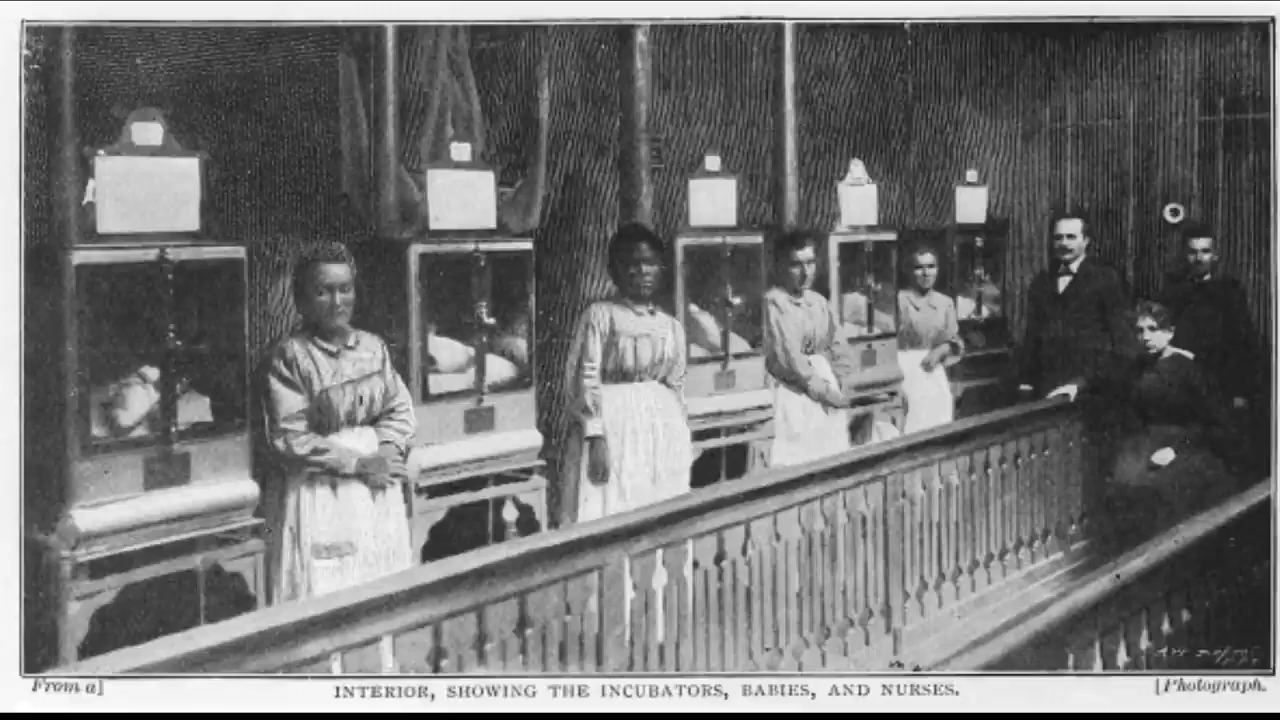 From a]
INTERIOR, SHOWING THE INCUBATORS, BABIES, AND NURSES.
[Photograph.